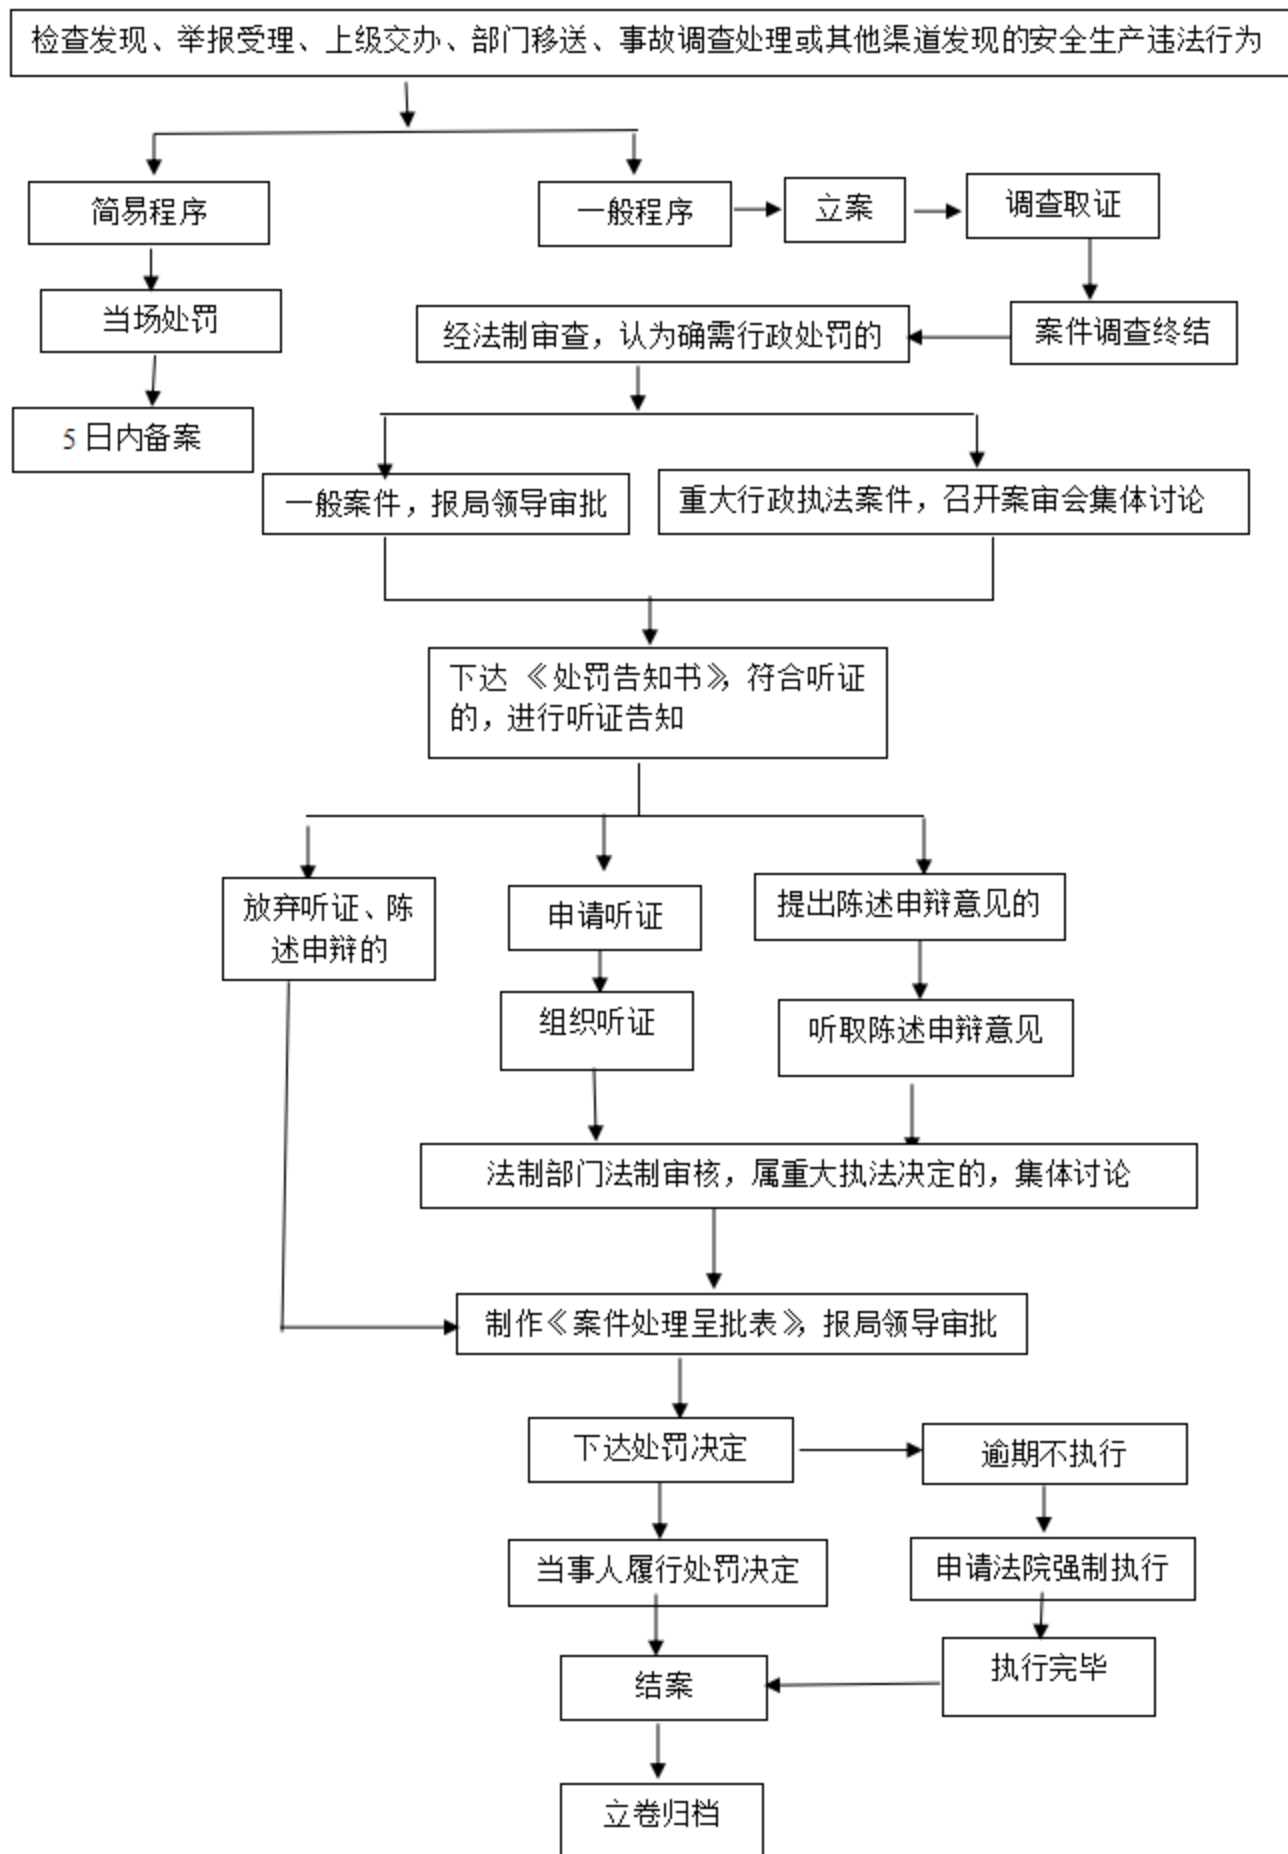 检查发现、举报受理、上级交办、部门移送、事故调查处理或其他渠道发现的安全生产违法行为
简易程序
一般程序
立案
调查取证
当场处罚
经法制审查，认为确需行政处罚的
案件调查终结
5 日内备案
一般案件，报局领导审批
重大行政执法案件，召开案审会集体讨论
下达《处罚告知书》，符合听证
的，进行听证告知
放弃听证、陈
述申辩的
申请听证
提出陈述申辩意见的
组织听证
听取陈述申辩意见
法制部门法制审核，属重大执法决定的，集体讨论
制作《案件处理呈批表》，报局领导审批
下达处罚决定
逾期不执行
当事人履行处罚决定
申请法院强制执行
结案
执行完毕
立卷归档